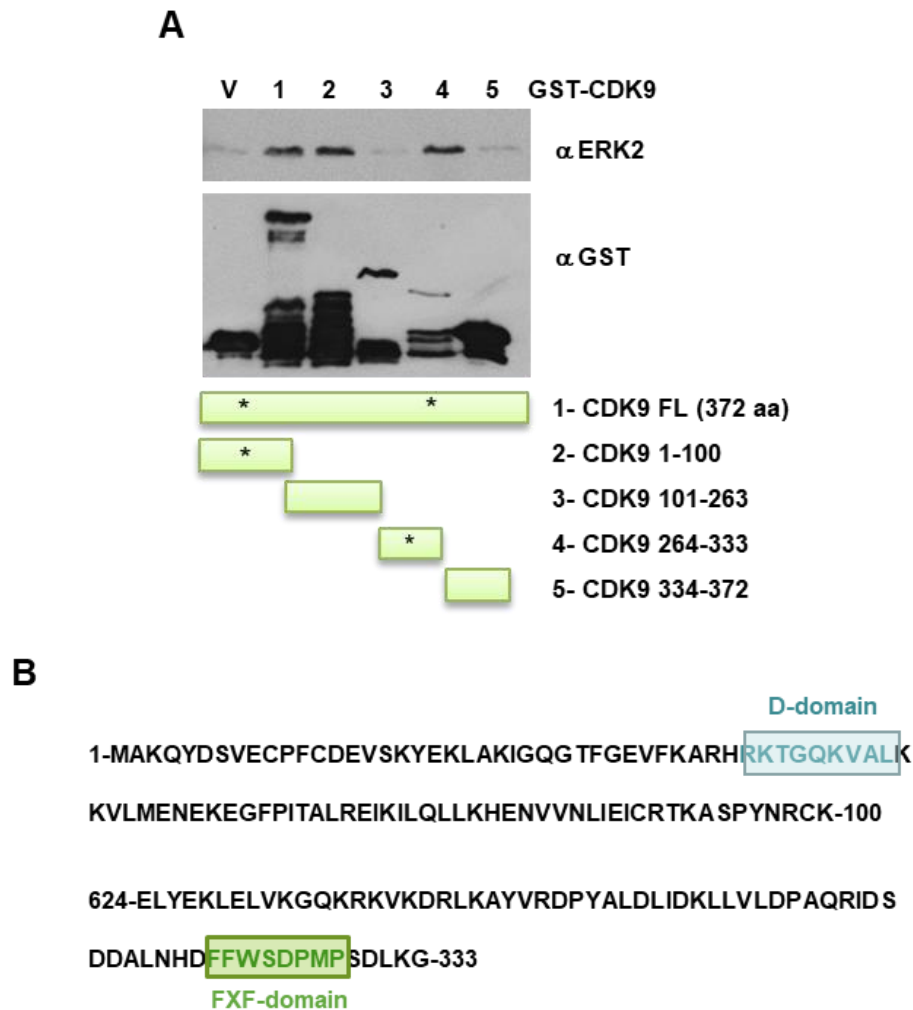 A
V 1 2 3 4 5 GST-CDK9
α ERK2
α GST
* * 1- CDK9 FL (372 aa)
* 2- CDK9 1-100
3- CDK9 101-263
* 4- CDK9 264-333
5- CDK9 334-372
B
D-domain
1-MAKQYDSVECPFCDEVSKYEKLAKIGQGTFGEVFKARHRKTGQKVALK
KVLMENEKEGFPITALREIKILQLLKHENVVNLIEICRTKASPYNRCK-100
624-ELYEKLELVKGQKRKVKDRLKAYVRDPYALDLIDKLLVLDPAQRIDS
DDALNHDFFWSDPMPSDLKG-333
FXF-domain